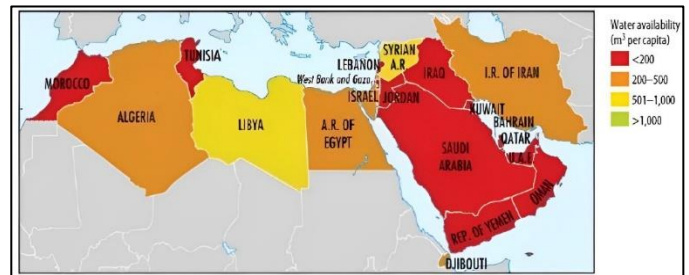 Water availability
(m³ per capita)
<200
200–500
501–1,000
>1,000
MOROCCO
ALGERIA
TUNISIA
LIBYA
A.R. OF
EGYPT
LEBANON
West Bank and Gaza
ISRAEL
SYRIAN
A.R.
JORDAN
IRAQ
I.R. OF IRAN
KUWAIT
BAHRAIN
QATAR
U.A.E
SAUDI
ARABIA
OMAN
REP. OF YEMEN
DJIBOUTI